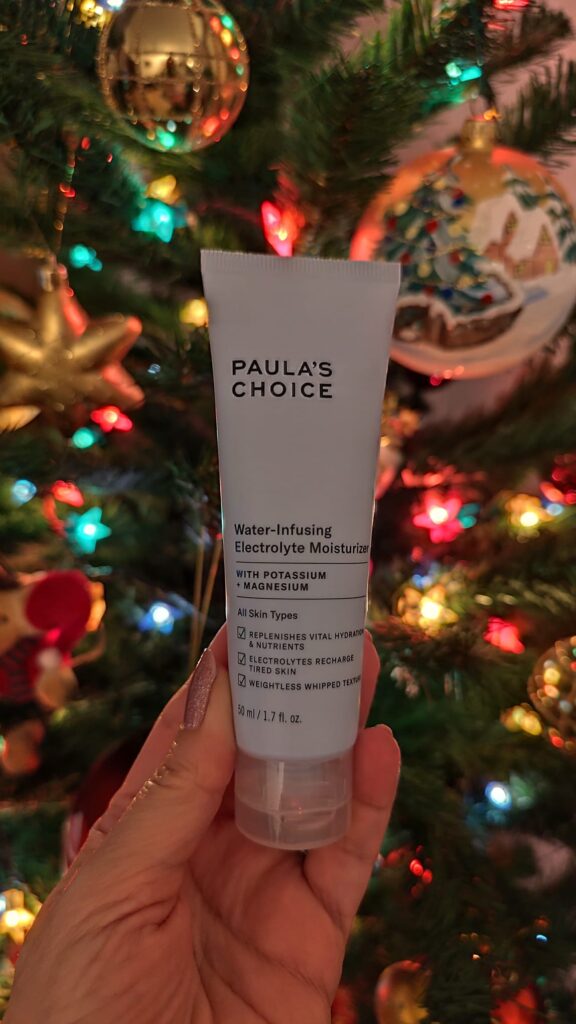 PAULA'S
CHOICE
Water-Infusing
Electrolyte Moisturizer
WITH POTASSIUM
+ MAGNESIUM
All Skin Types
REPLENISHES VITAL HYDRATION
& NUTRIENTS
ELECTROLYTES RECHARGE
TIRED SKIN
WEIGHTLESS WHIPPED TEXTURE
50 ml / 1.7 fl. oz.